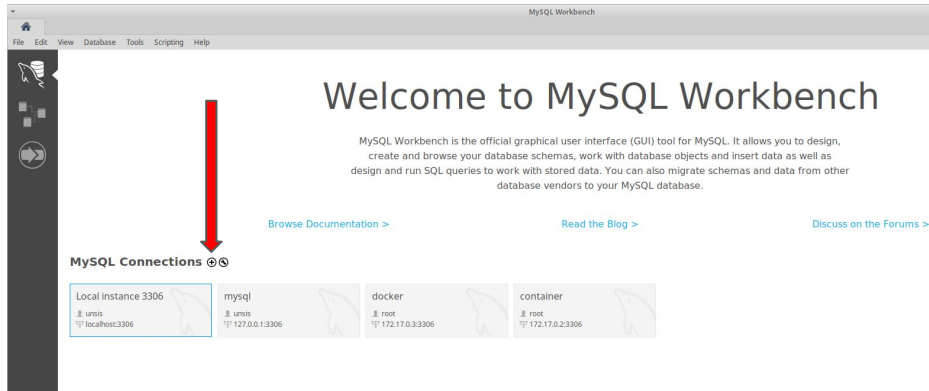 MySQL Workbench
File Edit View Database Tools Scripting Help
Welcome to MySQL Workbench
MySQL Workbench is the official graphical user interface (GUI) tool for MySQL. It allows you to design,
create and browse your database schemas, work with database objects and insert data as well as
design and run SQL queries to work with stored data. You can also migrate schemas and data from other
database vendors to your MySQL database.
Browse Documentation > Read the Blog > Discuss on the Forums >
MySQL Connections
Local instance 3306
unsis
localhost:3306
mysql
unsis
127.0.0.1:3306
docker
root
172.17.0.3:3306
container
root
172.17.0.2:3306